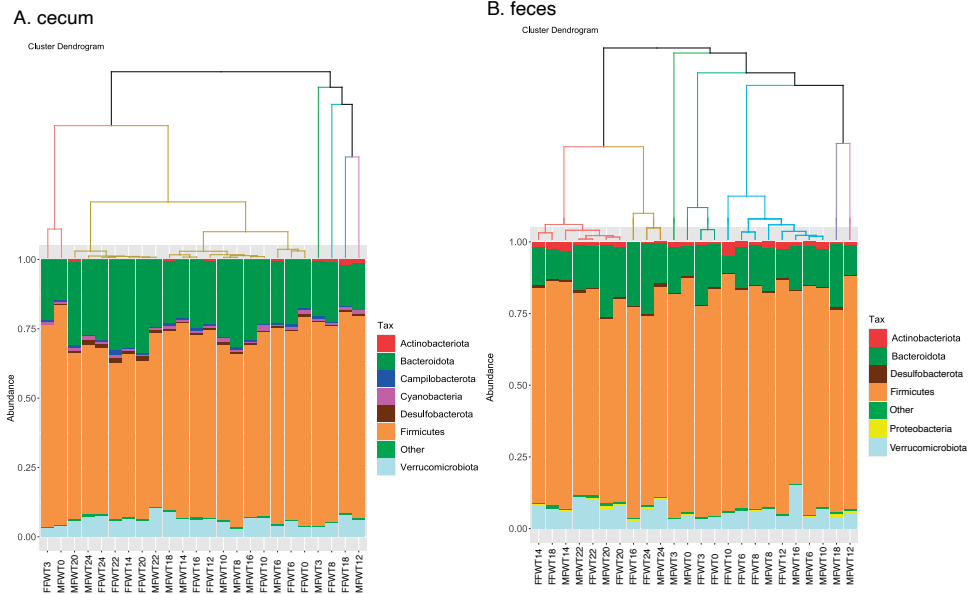 A. cecum
Cluster Dendrogram
1.00
0.75
0.50
0.25
0.00
Abundance
FFWT3
MFWT0
MFWT20
MFWT24
FFWT24
FFWT22
FFWT14
FFWT20
MFWT22
MFWT18
MFWT14
FFWT16
FFWT12
MFWT10
MFWT8
MFWT16
FFWT10
MFWT6
FFWT6
FFWT0
MFWT3
FFWT8
FFWT18
MFWT12
Tax
Actinobacteriota
Bacteroidota
Campilobacterota
Cyanobacteria
Desulfobacterota
Firmicutes
Other
Verrucomicrobiota
B. feces
Cluster Dendrogram
1.00
0.75
0.50
0.25
0.00
Abundance
FFWT14
FFWT18
MFWT14
MFWT22
FFWT22
MFWT20
FFWT20
FFWT16
FFWT24
MFWT24
MFWT3
MFWT0
FFWT3
FFWT0
FFWT10
FFWT6
FFWT8
MFWT8
FFWT12
MFWT16
MFWT6
MFWT10
MFWT18
MFWT12
Tax
Actinobacteriota
Bacteroidota
Desulfobacterota
Firmicutes
Other
Proteobacteria
Verrucomicrobiota